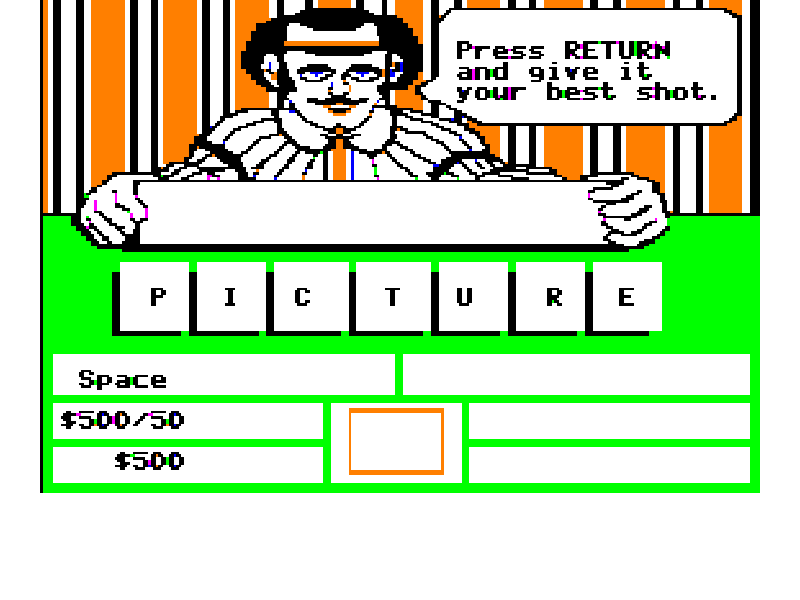 Press RETURN
and give it
your best shot.
P I C T U R E
Space
$500/50
$500